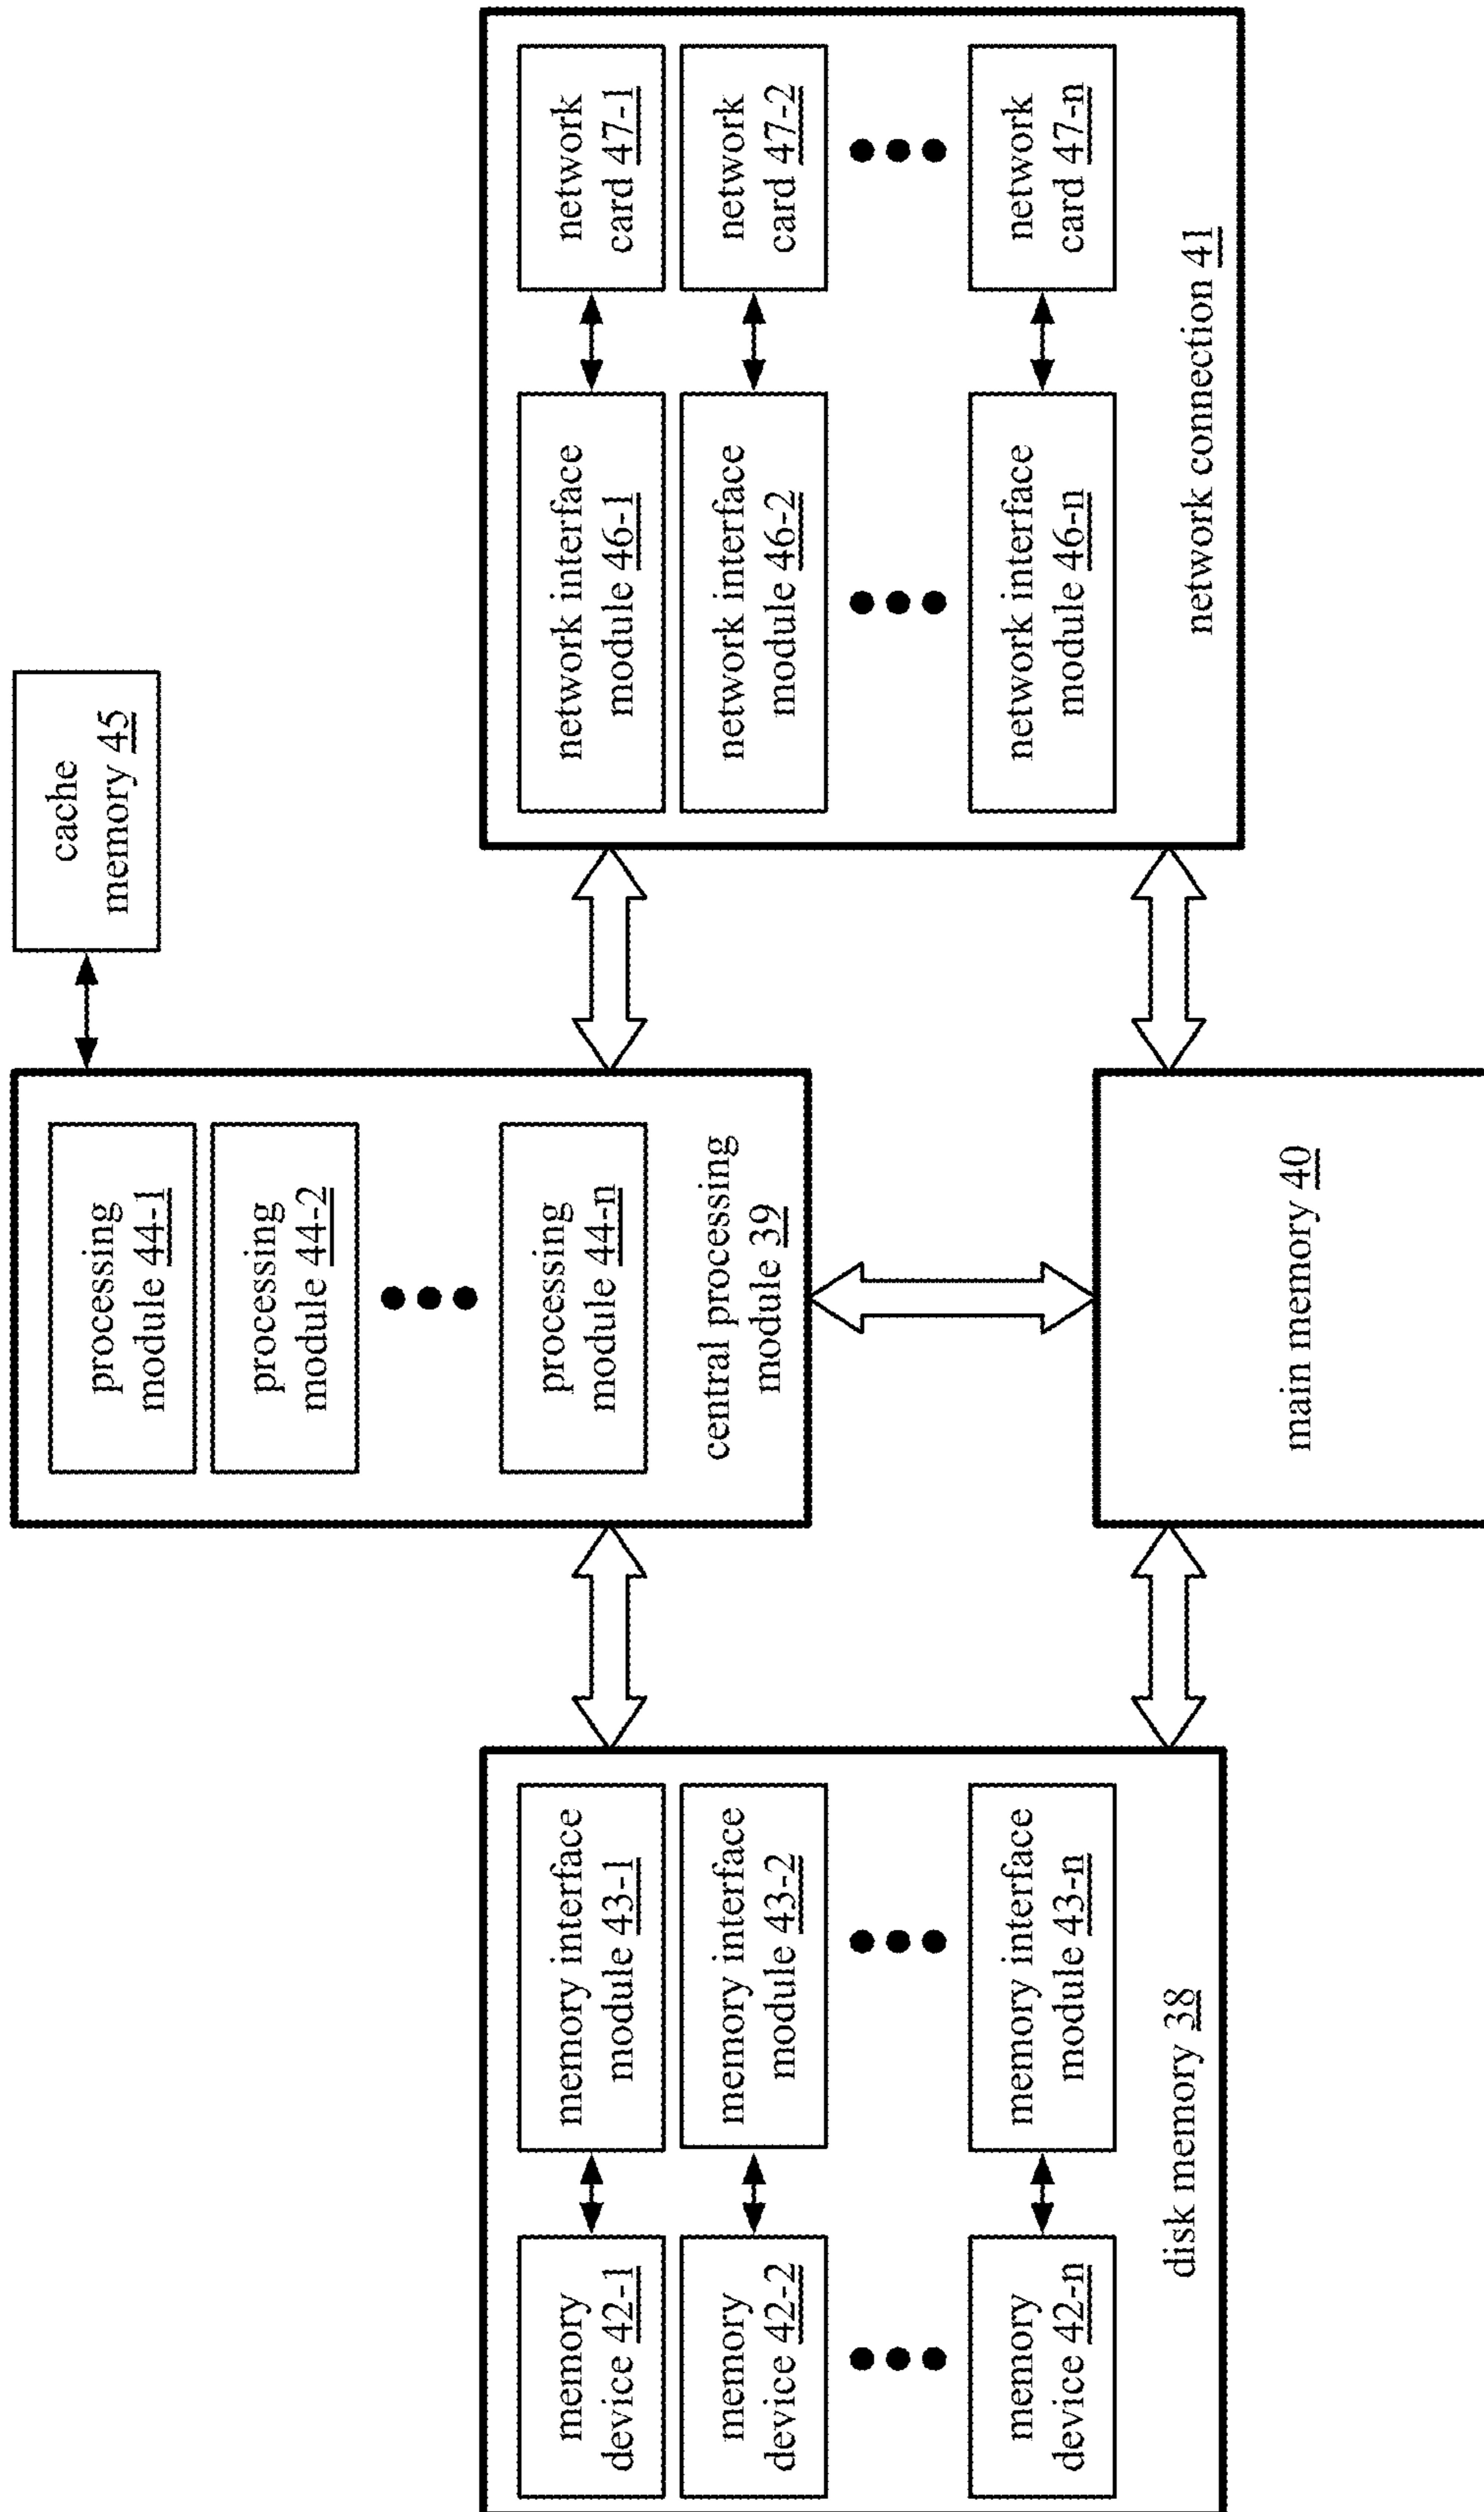 cache
memory 45
processing
module 44-1
processing
module 44-2
processing
module 44-n
central processing
module 39
memory
device 42-1
memory interface
module 43-1
memory
device 42-2
memory interface
module 43-2
memory
device 42-n
memory interface
module 43-n
disk memory 38
network interface
module 46-1
network
card 47-1
network interface
module 46-2
network
card 47-2
network interface
module 46-n
network
card 47-n
network connection 41
main memory 40